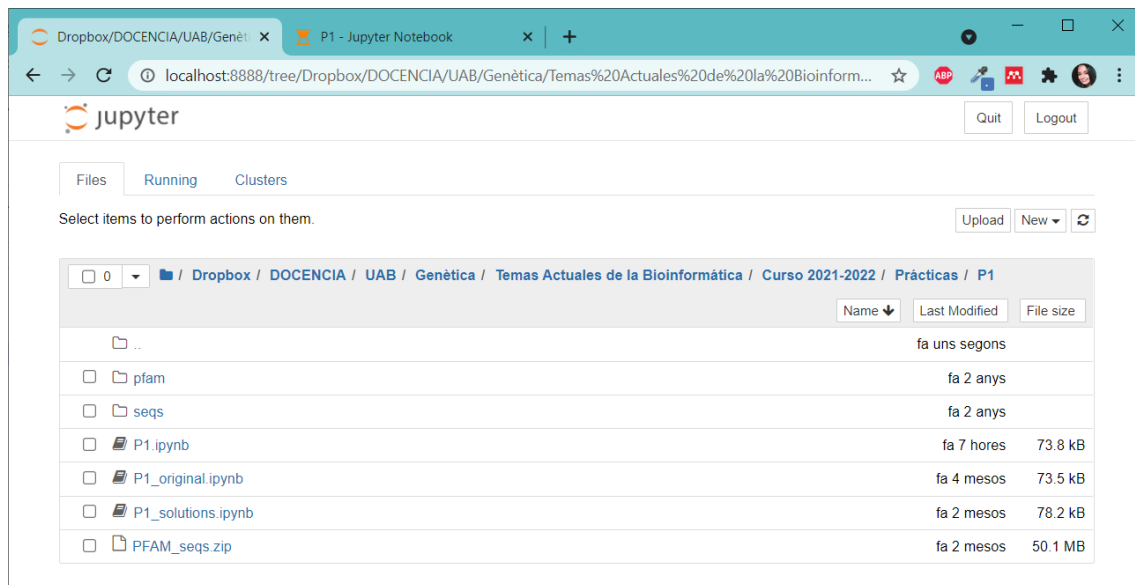 Dropbox/DOCENCIA/UAB/Genèt
P1 - Jupyter Notebook
localhost:8888/tree/Dropbox/DOCENCIA/UAB/Genètica/Temas%20Actuales%20de%20la%20Bioinform...
ABP
jupyter
Quit Logout
Files Running Clusters
Select items to perform actions on them.
Upload New
0 / Dropbox / DOCENCIA / UAB / Genètica / Temas Actuales de la Bioinformática / Curso 2021-2022 / Prácticas / P1
Name Last Modified File size
.. fa uns segons
pfam fa 2 anys
seqs fa 2 anys
P1.ipynb fa 7 hores 73.8 kB
P1_original.ipynb fa 4 mesos 73.5 kB
P1_solutions.ipynb fa 2 mesos 78.2 kB
PFAM_seqs.zip fa 2 mesos 50.1 MB